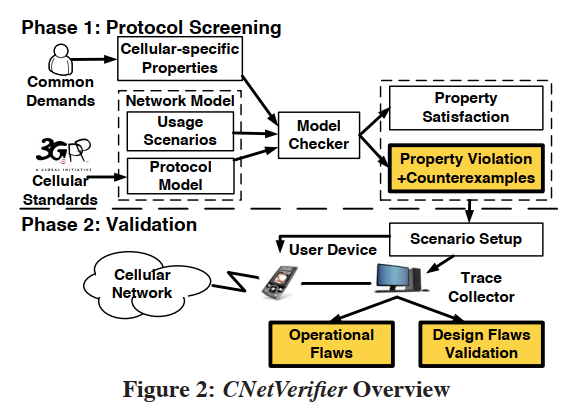 Phase 1: Protocol Screening
Common
Demands
Cellular-specific
Properties
Network Model
Usage
Scenarios
Protocol
Model
3GPP
A GLOBAL INITIATIVE
Cellular
Standards
Model
Checker
Property
Satisfaction
Property Violation
+Counterexamples
Phase 2: Validation
Scenario Setup
User Device
Cellular
Network
Trace
Collector
Operational
Flaws
Design Flaws
Validation
Figure 2: CNetVerifier Overview